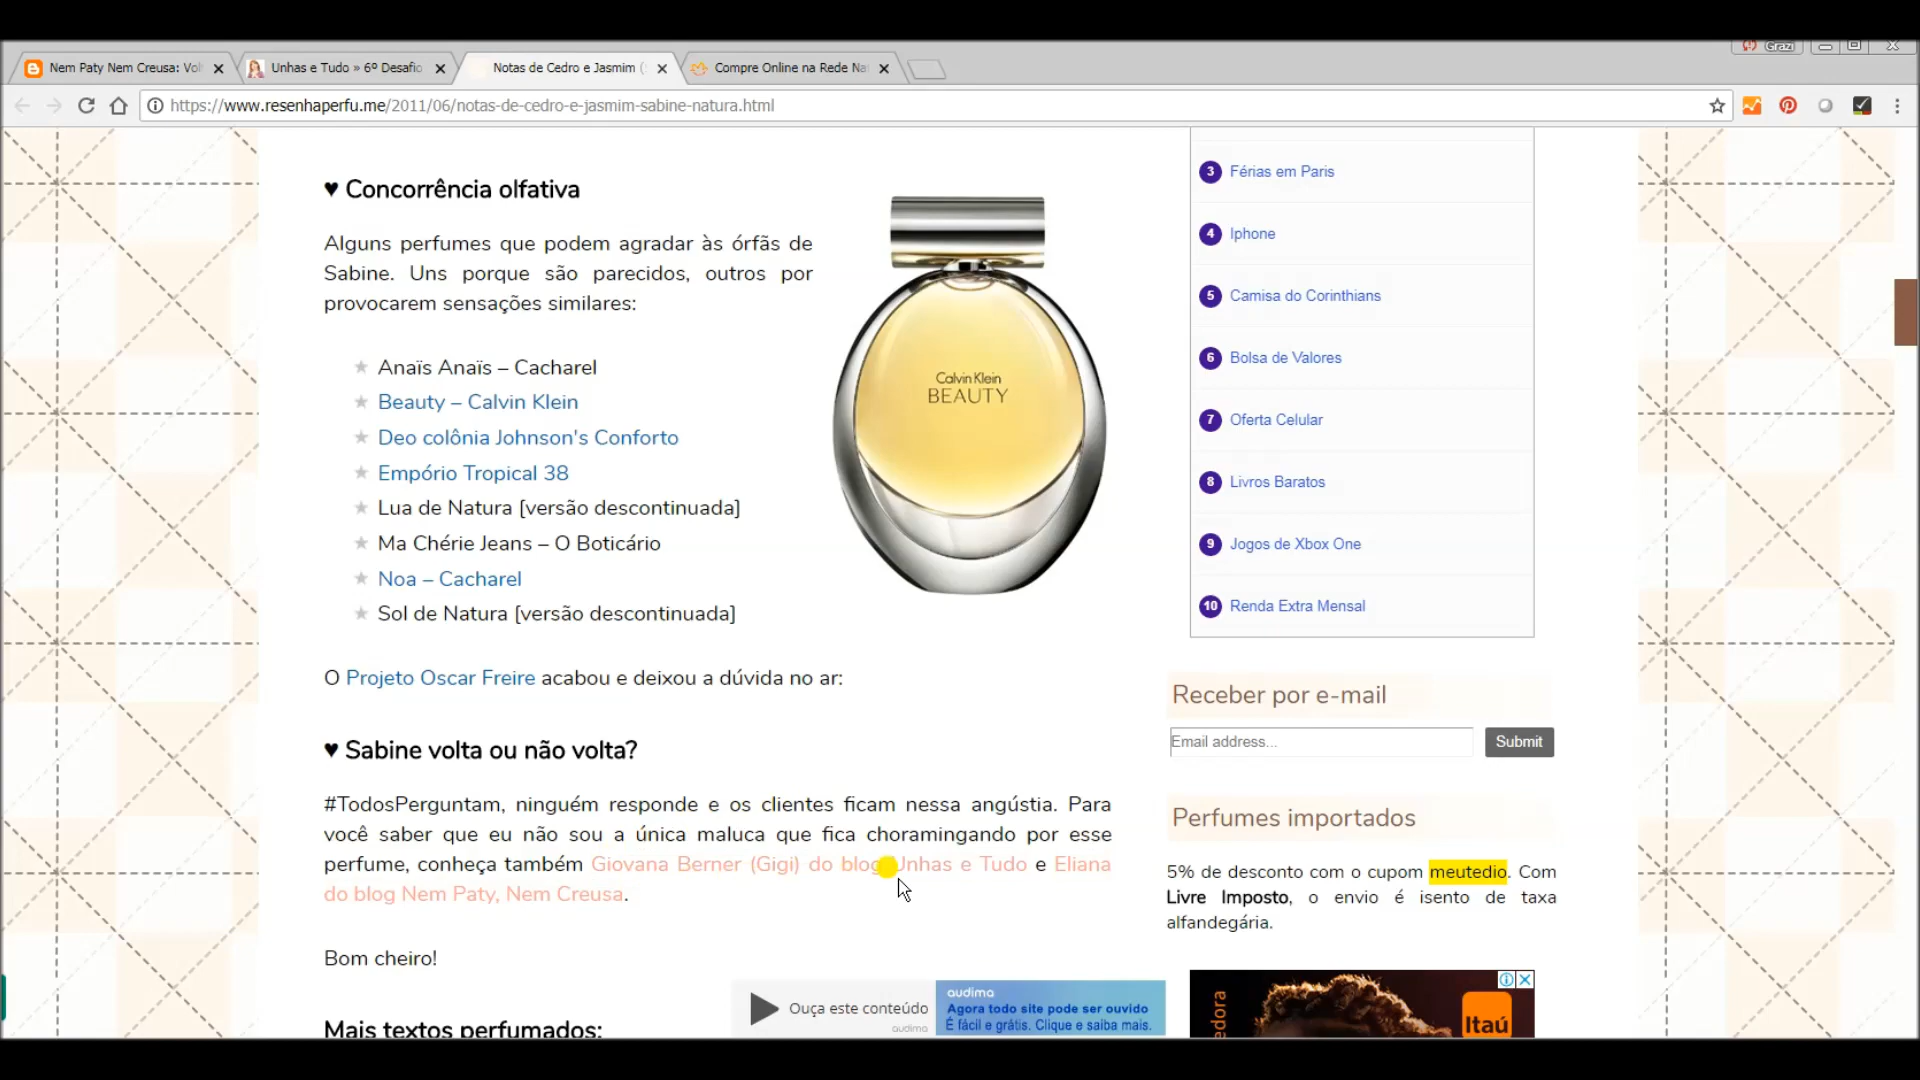 Grazi
Nem Paty Nem Creusa: Vol
Unhas e Tudo » 6º Desafio
Notas de Cedro e Jasmim (
Compre Online na Rede Na
https://www.resenhaperfu.me/2011/06/notas-de-cedro-e-jasmim-sabine-natura.html
♥ Concorrência olfativa
Alguns perfumes que podem agradar às órfãs de
Sabine. Uns porque são parecidos, outros por
provocarem sensações similares:
Anaïs Anaïs – Cacharel
Beauty – Calvin Klein
Deo colônia Johnson's Conforto
Empório Tropical 38
Lua de Natura [versão descontinuada]
Ma Chérie Jeans – O Boticário
Noa – Cacharel
Sol de Natura [versão descontinuada]
Calvin Klein
BEAUTY
O Projeto Oscar Freire acabou e deixou a dúvida no ar:
♥ Sabine volta ou não volta?
#TodosPerguntam, ninguém responde e os clientes ficam nessa angústia. Para
você saber que eu não sou a única maluca que fica choramingando por esse
perfume, conheça também Giovana Berner (Gigi) do blog Unhas e Tudo e Eliana
do blog Nem Paty, Nem Creusa.
Bom cheiro!
Mais textos perfumados:
Ouça este conteúdo
audima
audima
Agora todo site pode ser ouvido
É fácil e grátis. Clique e saiba mais.
3 Férias em Paris
4 Iphone
5 Camisa do Corinthians
6 Bolsa de Valores
7 Oferta Celular
8 Livros Baratos
9 Jogos de Xbox One
10 Renda Extra Mensal
Receber por e-mail
Email address...
Submit
Perfumes importados
5% de desconto com o cupom meutedio. Com
Livre Imposto, o envio é isento de taxa
alfandegária.
edora
Itaú